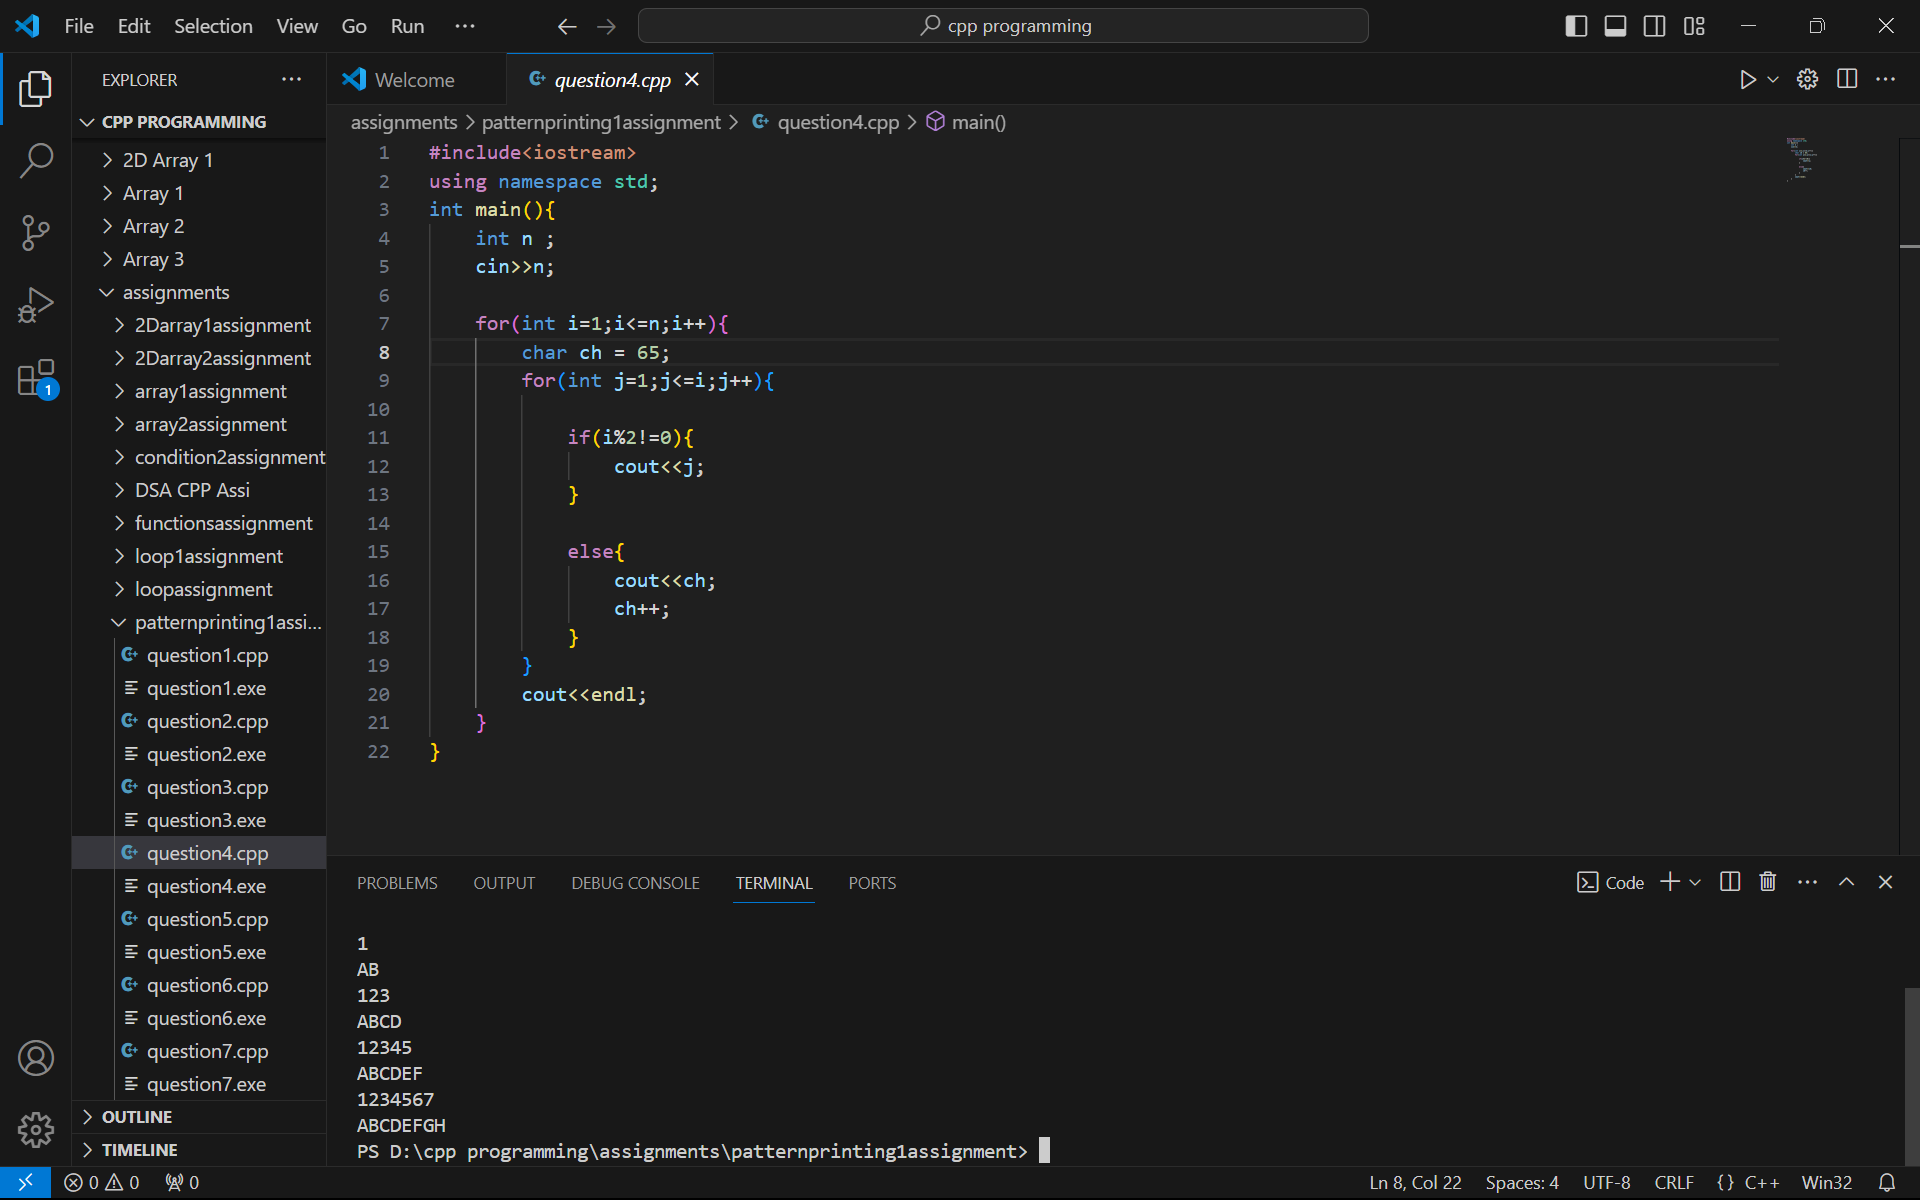 File Edit Selection View Go Run ···
cpp programming
EXPLORER
Welcome
question4.cpp
CPP PROGRAMMING
assignments > patternprinting1assignment > question4.cpp > main()
2D Array 1
Array 1
Array 2
Array 3
assignments
2Darray1assignment
2Darray2assignment
array1assignment
array2assignment
condition2assignment
DSA CPP Assi
functionsassignment
loop1assignment
loopassignment
patternprinting1assi...
question1.cpp
question1.exe
question2.cpp
question2.exe
question3.cpp
question3.exe
question4.cpp
question4.exe
question5.cpp
question5.exe
question6.cpp
question6.exe
question7.cpp
question7.exe
OUTLINE
TIMELINE
1
1 #include<iostream>
2 using namespace std;
3 int main(){
4 int n ;
5 cin>>n;
6
7 for(int i=1;i<=n;i++){
8 char ch = 65;
9 for(int j=1;j<=i;j++){
10
11 if(i%2!=0){
12 cout<<j;
13 }
14
15 else{
16 cout<<ch;
17 ch++;
18 }
19 }
20 cout<<endl;
21 }
22 }
PROBLEMS OUTPUT DEBUG CONSOLE TERMINAL PORTS
Code
1
AB
123
ABCD
12345
ABCDEF
1234567
ABCDEFGH
PS D:\cpp programming\assignments\patternprinting1assignment>
0 0 0
Ln 8, Col 22 Spaces: 4 UTF-8 CRLF {} C++ Win32